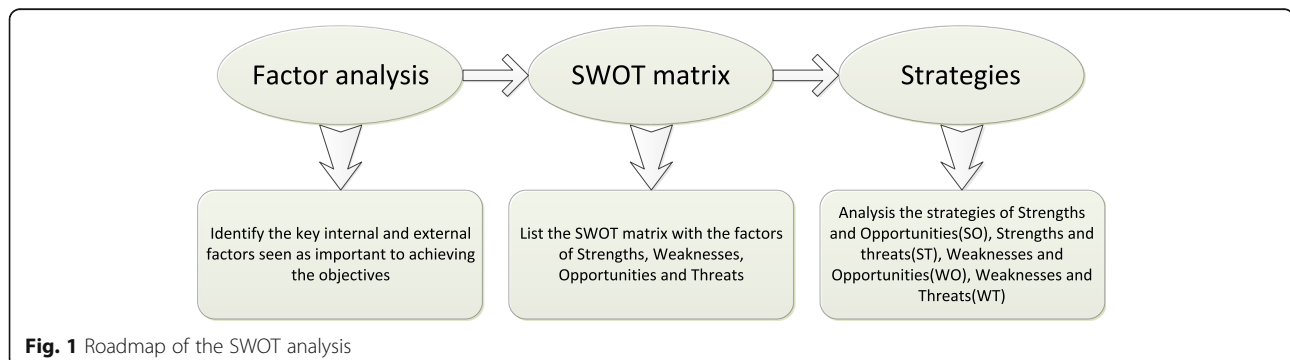 Factor analysis
SWOT matrix
Strategies
Identify the key internal and external
factors seen as important to achieving
the objectives
List the SWOT matrix with the factors
of Strengths, Weaknesses,
Opportunities and Threats
Analysis the strategies of Strengths
and Opportunities(SO), Strengths and
threats(ST), Weaknesses and
Opportunities(WO), Weaknesses and
Threats(WT)
Fig. 1 Roadmap of the SWOT analysis